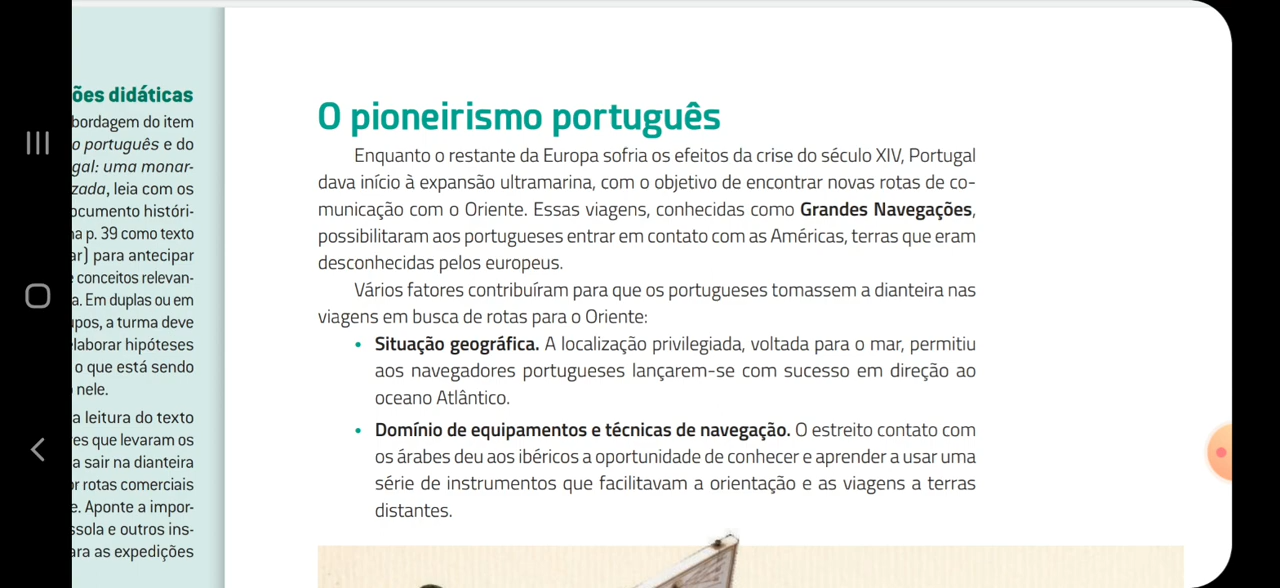 ões didáticas
bordagem do item
o português e do
gal: uma monar-
zada, leia com os
ocumento históri-
na p. 39 como texto
ar) para antecipar
e conceitos relevan-
a. Em duplas ou em
upos, a turma deve
elaborar hipóteses
o que está sendo
nele.
a leitura do texto
res que levaram os
a sair na dianteira
or rotas comerciais
e. Aponte a impor-
ssola e outros ins-
ara as expedições
O pioneirismo português
Enquanto o restante da Europa sofria os efeitos da crise do século XIV, Portugal
dava início à expansão ultramarina, com o objetivo de encontrar novas rotas de co-
municação com o Oriente. Essas viagens, conhecidas como Grandes Navegações,
possibilitaram aos portugueses entrar em contato com as Américas, terras que eram
desconhecidas pelos europeus.
Vários fatores contribuíram para que os portugueses tomassem a dianteira nas
viagens em busca de rotas para o Oriente:
• Situação geográfica. A localização privilegiada, voltada para o mar, permitiu
aos navegadores portugueses lançarem-se com sucesso em direção ao
oceano Atlântico.
• Domínio de equipamentos e técnicas de navegação. O estreito contato com
os árabes deu aos ibéricos a oportunidade de conhecer e aprender a usar uma
série de instrumentos que facilitavam a orientação e as viagens a terras
distantes.